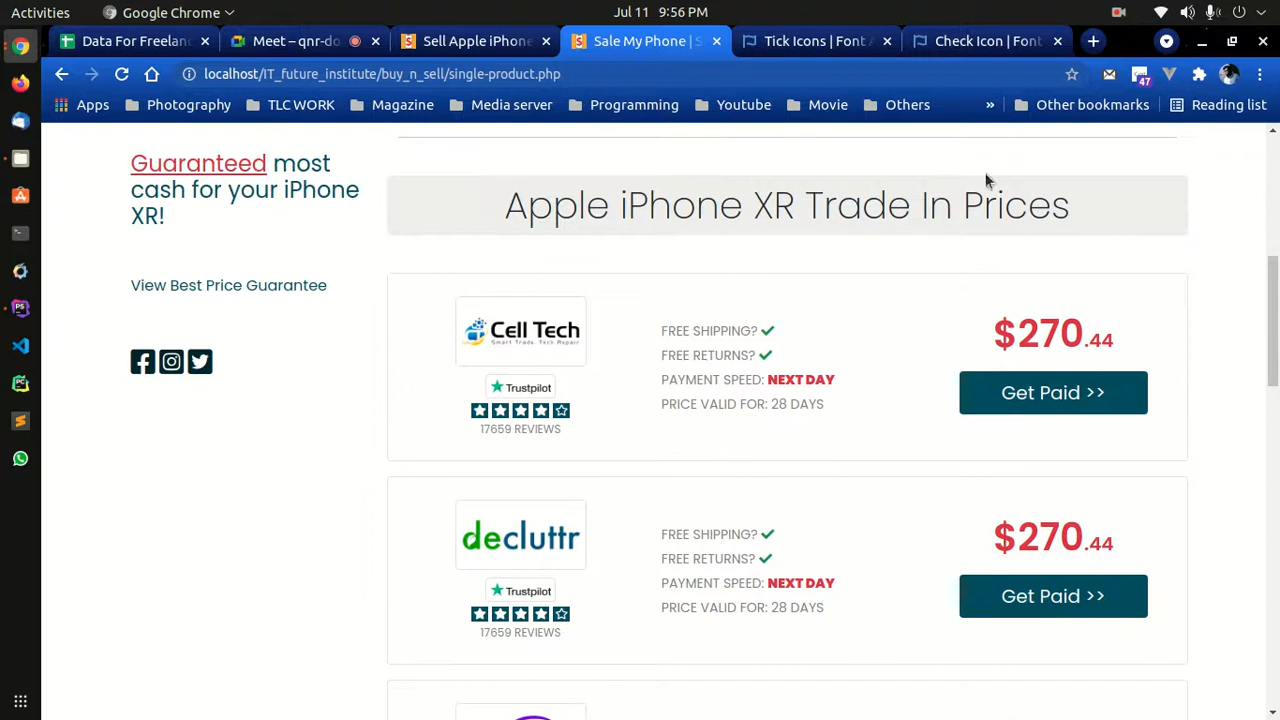 Activities
Google Chrome
Jul 11 9:56 PM
Data For Freelanc
Meet – qnr-do
Sell Apple iPhone
Sale My Phone | S
Tick Icons | Font A
Check Icon | Font
localhost/IT_future_institute/buy_n_sell/single-product.php
47
Apps
Photography
TLC WORK
Magazine
Media server
Programming
Youtube
Movie
Others
»
Other bookmarks
Reading list
Guaranteed most
cash for your iPhone
XR!
View Best Price Guarantee
Apple iPhone XR Trade In Prices
Cell Tech
Smart Trade. Tech Repair
Trustpilot
17659 REVIEWS
FREE SHIPPING?
FREE RETURNS?
PAYMENT SPEED: NEXT DAY
PRICE VALID FOR: 28 DAYS
$270.44
Get Paid >>
decluttr
Trustpilot
17659 REVIEWS
FREE SHIPPING?
FREE RETURNS?
PAYMENT SPEED: NEXT DAY
PRICE VALID FOR: 28 DAYS
$270.44
Get Paid >>